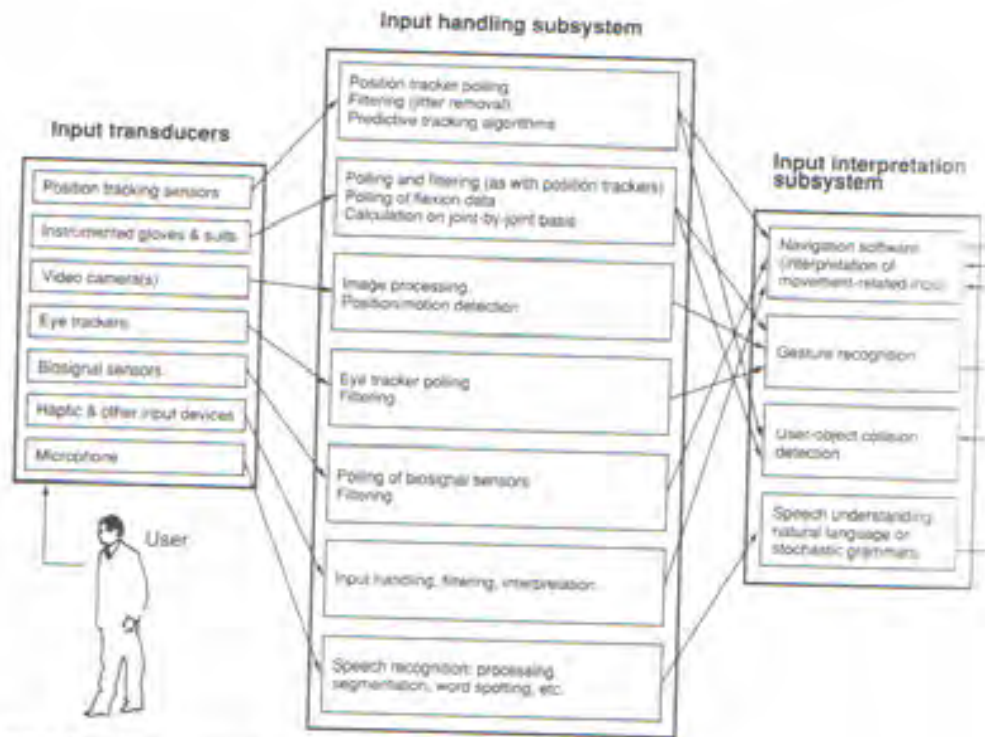 Input handling subsystem
Position tracker polling
Filtering (jitter removal)
Predictive tracking algorithms
Input transducers
Position tracking sensors
Instrumented gloves & suits
Video camera(s)
Eye trackers
Biosignal sensors
Haptic & other input devices
Microphone
User
Polling and filtering (as with position trackers)
Polling of flexion data
Calculation on joint-by-joint basis
Image processing
Position/motion detection
Eye tracker polling
Filtering
Polling of biosignal sensors
Filtering
Input handling, filtering, interpretation
Speech recognition: processing,
segmentation, word spotting, etc.
Input interpretation
subsystem
Navigation software
(interpretation of
movement-related input)
Gesture recognition
User-object collision
detection
Speech understanding:
natural language or
stochastic grammars